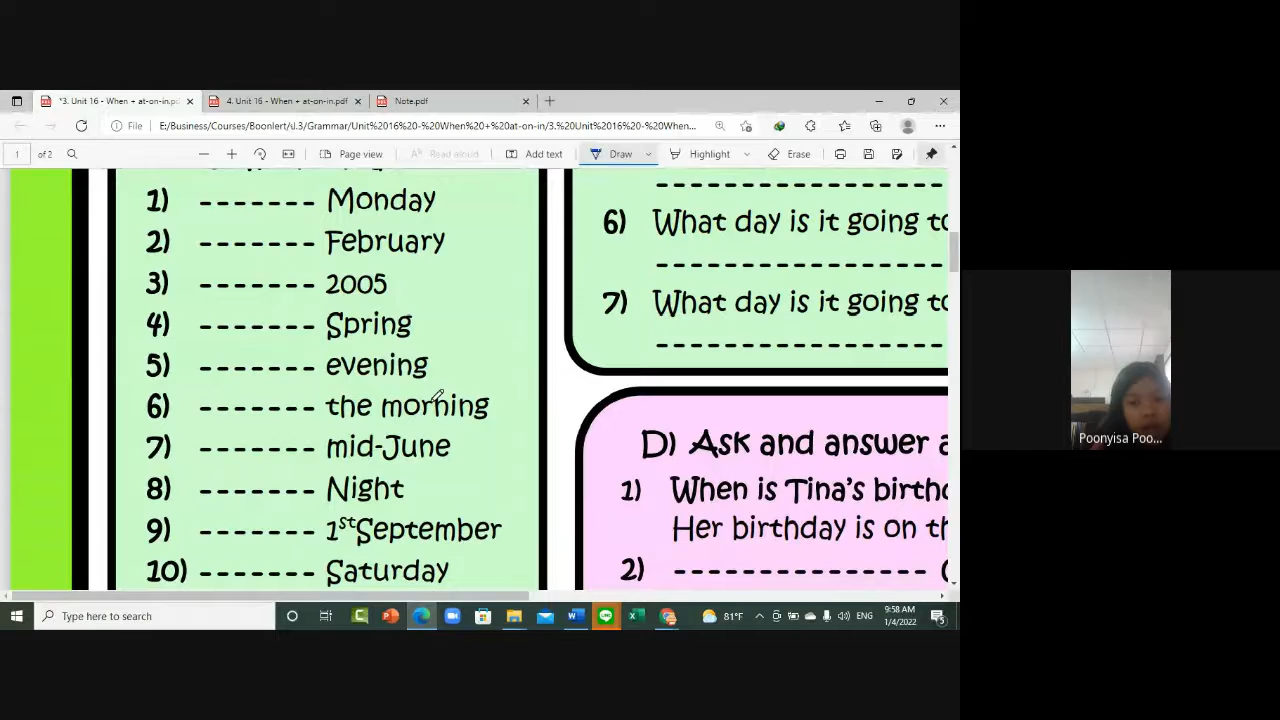 *3. Unit 16 - When + at-on-in.pd
4. Unit 16 - When + at-on-in.pdf
Note.pdf
File
E:/Business/Courses/Boonlert/ป.3/Grammar/Unit%2016%20-%20When%20+%20at-on-in/3.%20Unit%2016%20-%20When...
1 of 2
Page view
Read aloud
Add text
Draw
Highlight
Erase
1) ------- Monday
2) ------- February
3) ------- 2005
4) ------- Spring
5) ------- evening
6) ------- the morning
7) ------- mid-June
8) ------- Night
9) ------- 1st September
10) ------- Saturday
6) What day is it going to
7) What day is it going to
D) Ask and answer a
1) When is Tina's birthd
Her birthday is on th
2) ---------------
Poonyisa Poo...
Type here to search
81°F
ENG
9:58 AM
1/4/2022
5